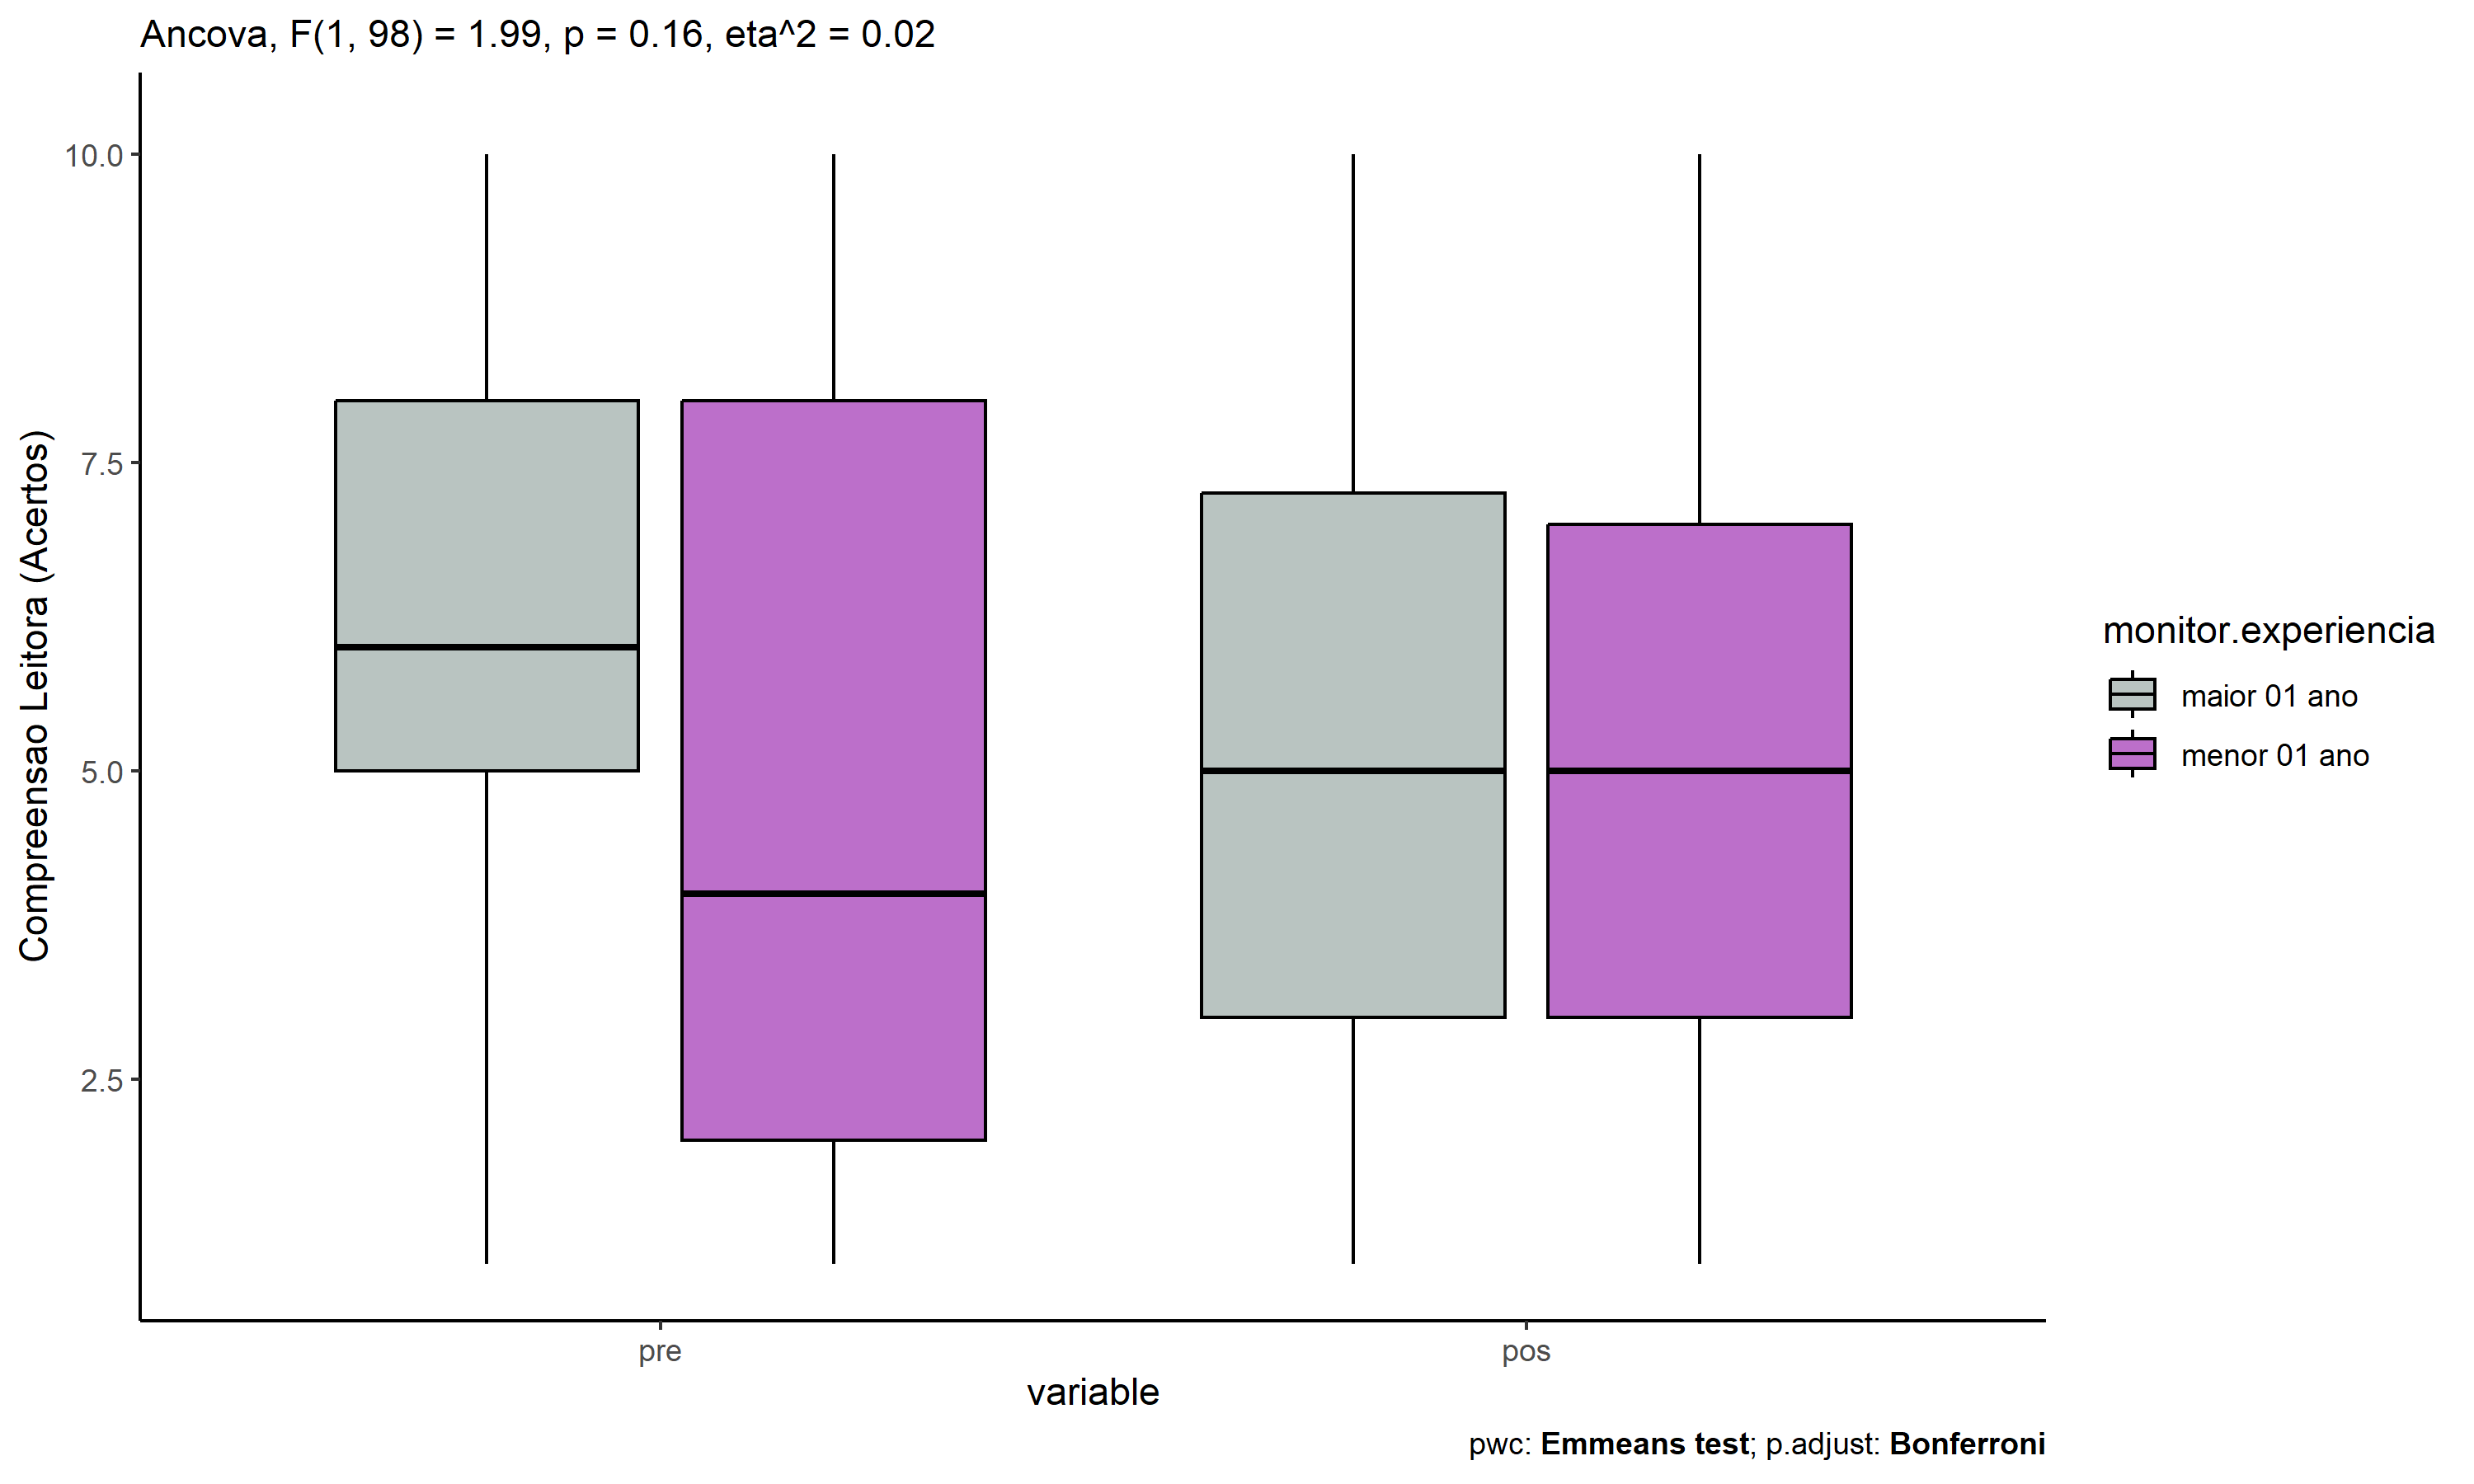 Ancova, F(1, 98) = 1.99, p = 0.16, eta^2 = 0.02
Compreensao Leitora (Acertos)
10.0
7.5
5.0
2.5
pre
pos
variable
monitor.experiencia
maior 01 ano
menor 01 ano
pwc: Emmeans test; p.adjust: Bonferroni